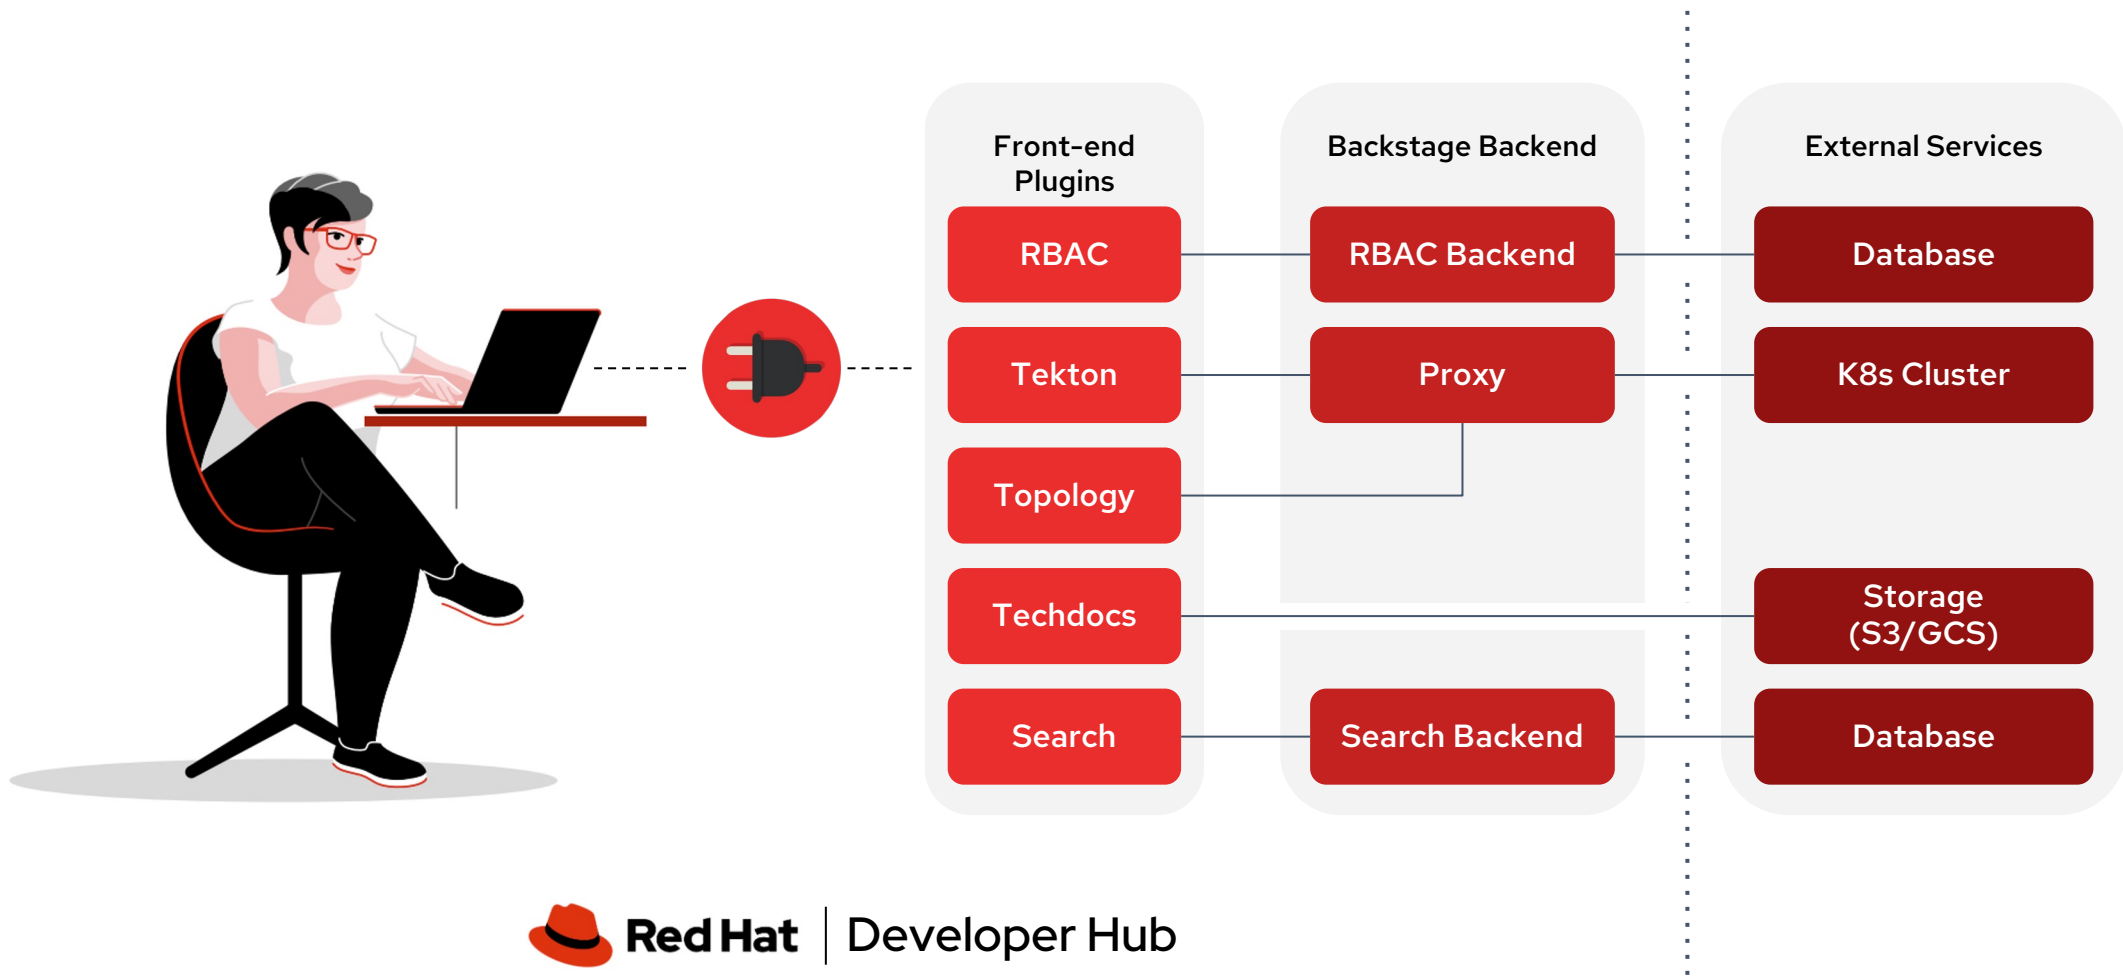 Front-end
Plugins
RBAC
Tekton
Topology
Techdocs
Search
Backstage Backend
RBAC Backend
Proxy
Search Backend
External Services
Database
K8s Cluster
Storage
(S3/GCS)
Database
Red Hat Developer Hub